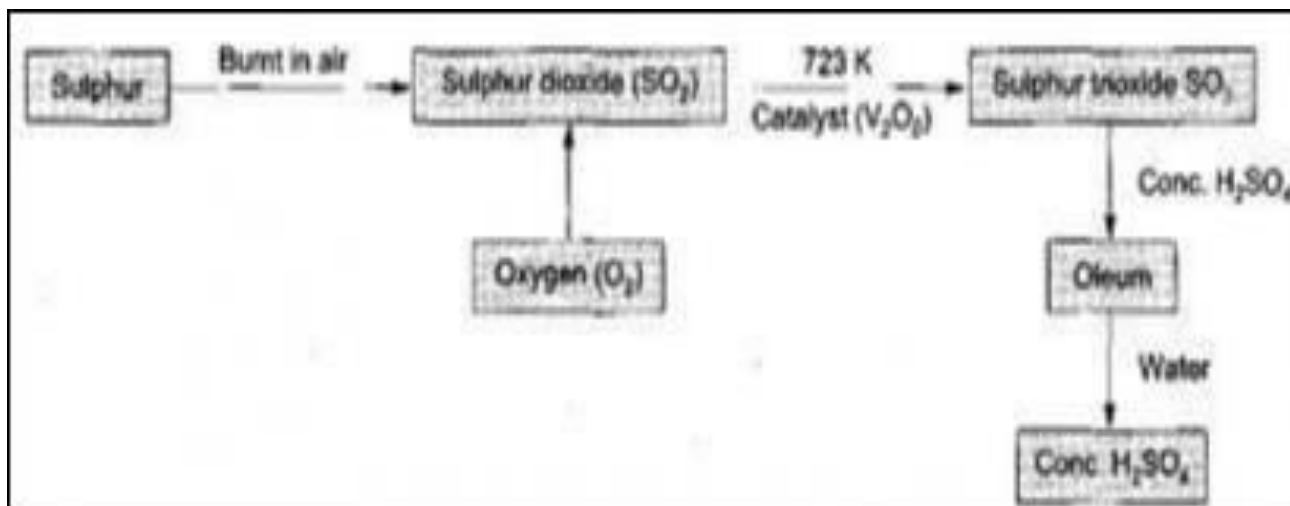 Sulphur
Burnt in air
Sulphur dioxide (SO₂)
723 K
Catalyst (V₂O₅)
Sulphur trioxide SO₃
Conc. H₂SO₄
Oxygen (O₂)
Oleum
Water
Conc. H₂SO₄